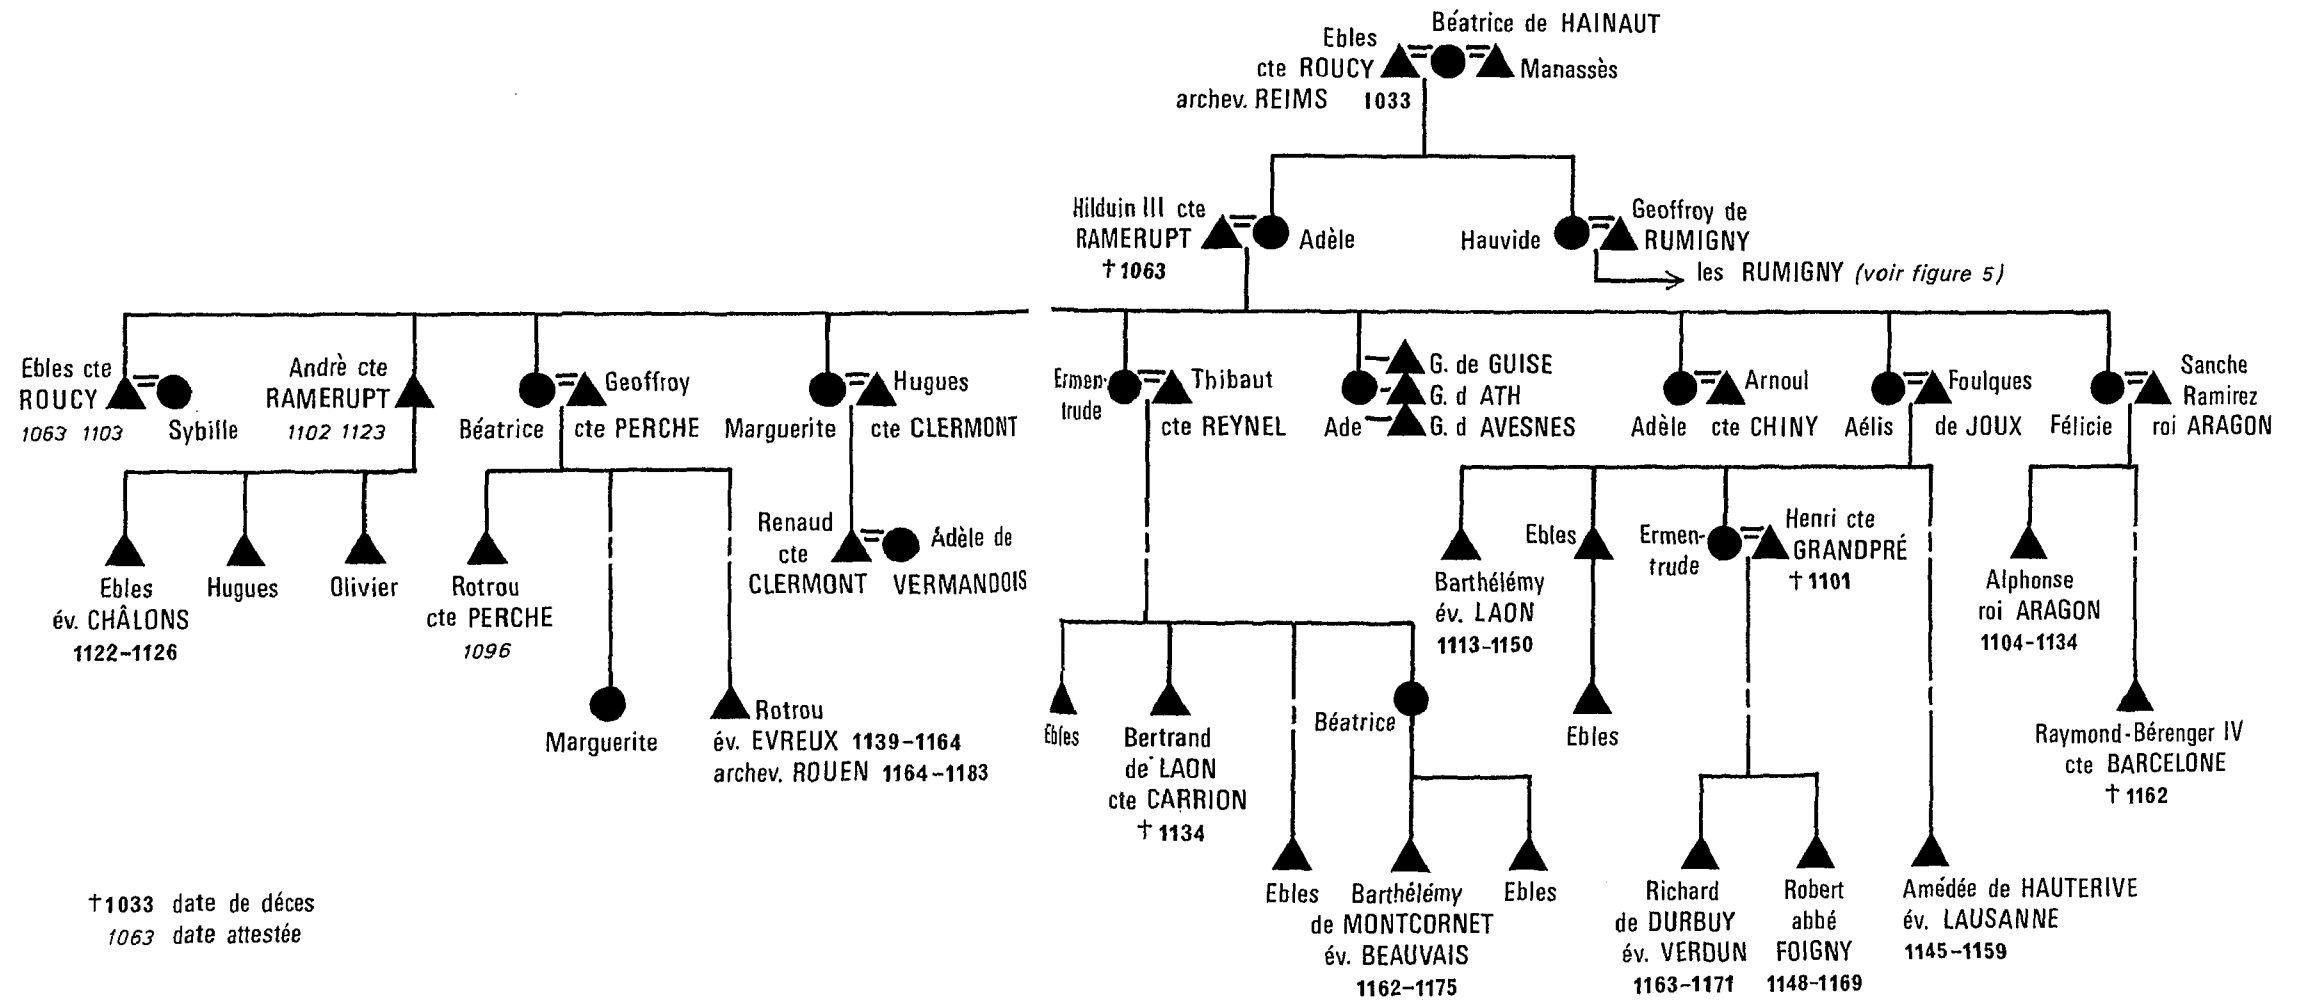 Béatrice de HAINAUT
Ebles
cte ROUCY
Manassès
archev. REIMS 1033
Hilduin III cte
RAMERUPT
†1063
Adèle
Hauvide
Geoffroy de
RUMIGNY
les RUMIGNY (voir figure 5)
Ebles cte
ROUCY
1063 1103
Sybille
Andrè cte
RAMERUPT
1102 1123
Béatrice
Geoffroy
cte PERCHE
Marguerite
Hugues
cte CLERMONT
Ermen-
trude
Thibaut
cte REYNEL
Ade
G. de GUISE
G. d ATH
G. d AVESNES
Adèle
Arnoul
cte CHINY
Aélis
Foulques
de JOUX
Félicie
Sanche
Ramirez
roi ARAGON
Ebles
év. CHÂLONS
1122-1126
Hugues
Olivier
Rotrou
cte PERCHE
1096
Marguerite
Rotrou
év. EVREUX 1139-1164
archev. ROUEN 1164-1183
Renaud
cte
CLERMONT
Adèle de
VERMANDOIS
Ebles
Bertrand
de LAON
cte CARRION
†1134
Ebles
Béatrice
Barthélémy
de MONTCORNET
év. BEAUVAIS
1162-1175
Ebles
Barthélémy
év. LAON
1113-1150
Ebles
Ebles
Ermen-
trude
Henri cte
GRANDPRÉ
†1101
Richard
de DURBUY
év. VERDUN
1163-1171
Robert
abbé
FOIGNY
1148-1169
Amédée de HAUTERIVE
év. LAUSANNE
1145-1159
Alphonse
roi ARAGON
1104-1134
Raymond-Bérenger IV
cte BARCELONE
†1162
†1033 date de déces
1063 date attestée